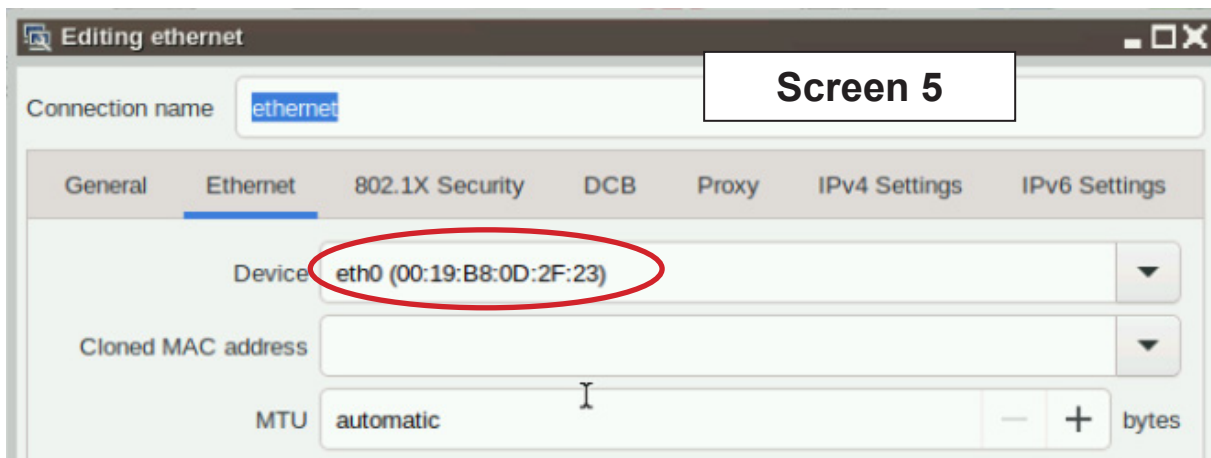 Editing ethernet
Screen 5
Connection name ethernet
General Ethernet 802.1X Security DCB Proxy IPv4 Settings IPv6 Settings
Device eth0 (00:19:B8:0D:2F:23)
Cloned MAC address
MTU automatic bytes